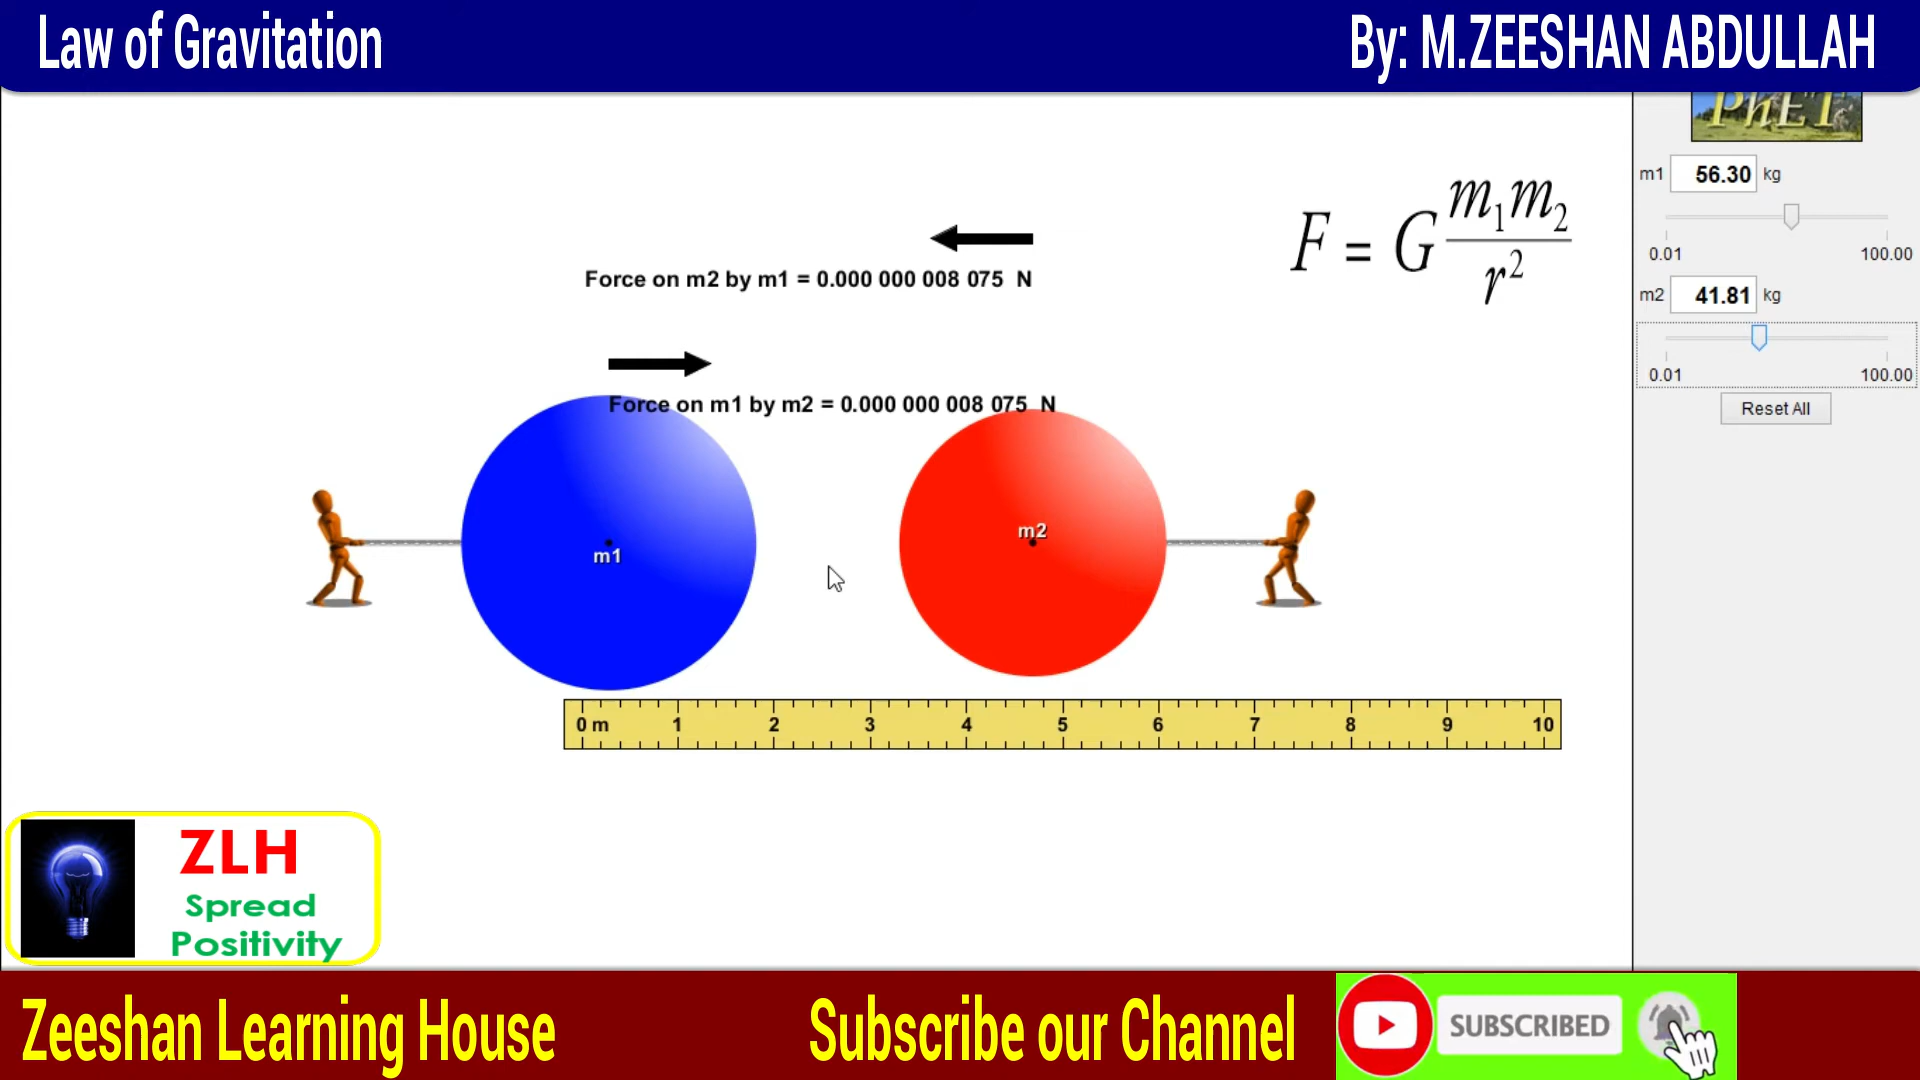 Law of Gravitation
By: M.ZEESHAN ABDULLAH
PhET
m1 56.30 kg
0.01 100.00
m2 41.81 kg
0.01 100.00
Reset All
F = G m₁m₂ / r²
Force on m2 by m1 = 0.000 000 008 075 N
Force on m1 by m2 = 0.000 000 008 075 N
m1
m2
0 m 1 2 3 4 5 6 7 8 9 10
ZLH
Spread
Positivity
Zeeshan Learning House
Subscribe our Channel
SUBSCRIBED